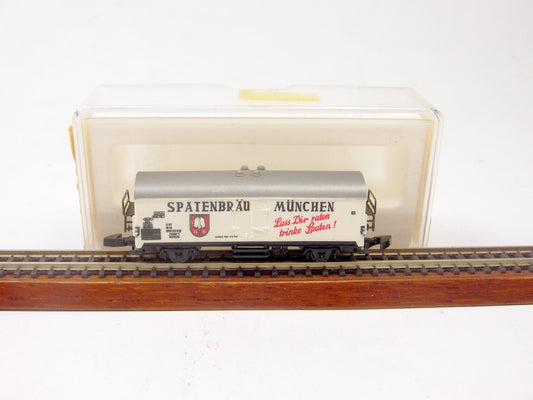 SPATENBRÄU MÜNCHEN
Lass Dir raten
trinke Spaten!